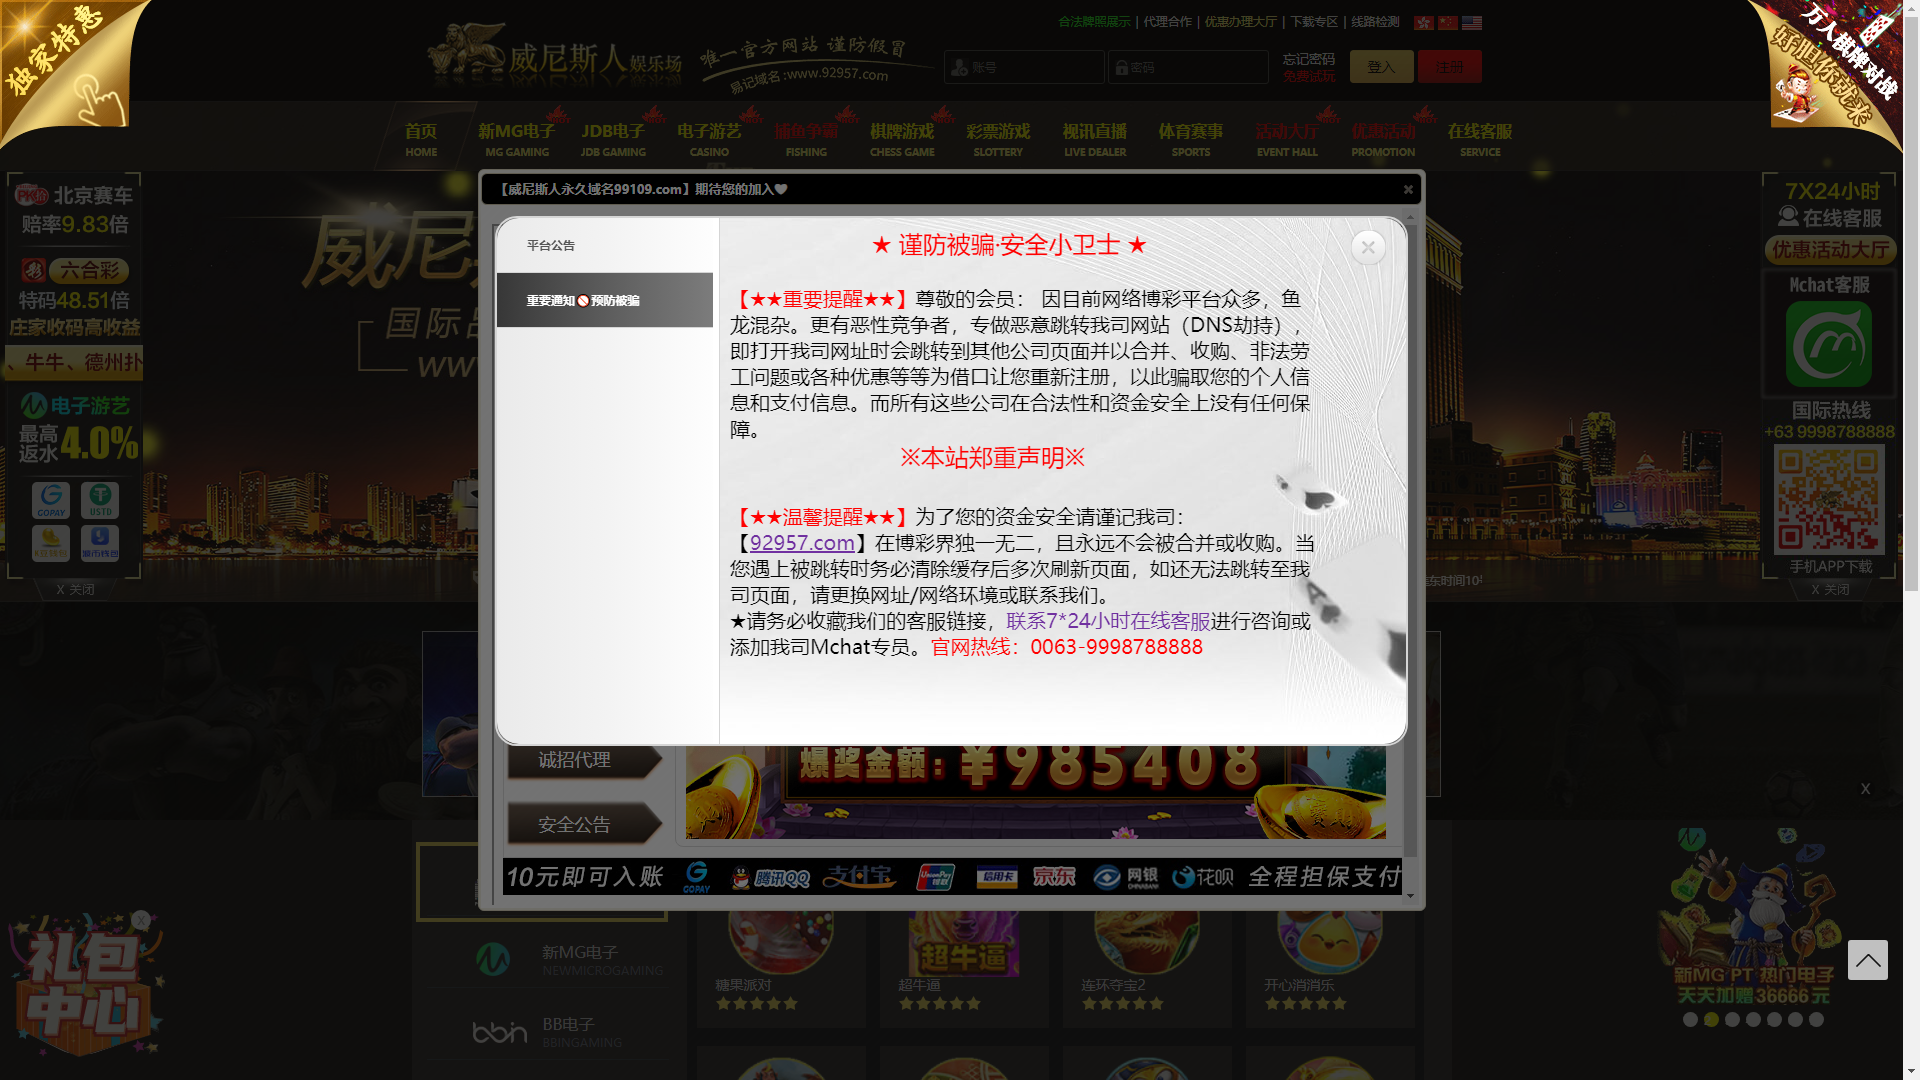 独家特惠
合法牌照展示 | 代理合作 | 优惠办理大厅 | 下载专区 | 线路检测
万人棋牌对战
好胆你就来
威尼斯人娱乐场
唯一官方网站 谨防假冒
易记域名:www.92957.com
账号
密码
忘记密码
免费试玩
登入
注册
首页
HOME
新MG电子
MG GAMING
JDB电子
JDB GAMING
电子游艺
CASINO
捕鱼争霸
FISHING
棋牌游戏
CHESS GAME
彩票游戏
SLOTTERY
视讯直播
LIVE DEALER
体育赛事
SPORTS
活动大厅
EVENT HALL
优惠活动
PROMOTION
在线客服
SERVICE
北京赛车
赔率9.83倍
六合彩
特码48.51倍
庄家收码高收益
、牛牛、德州扑
电子游艺
最高
返水
4.0%
GOPAY
USTD
X 关闭
威尼
国际品
www
【威尼斯人永久域名99109.com】期待您的加入❤
平台公告
重要通知🚫预防被骗
★ 谨防被骗·安全小卫士 ★
【★★重要提醒★★】尊敬的会员： 因目前网络博彩平台众多，鱼
龙混杂。更有恶性竞争者，专做恶意跳转我司网站（DNS劫持），
即打开我司网址时会跳转到其他公司页面并以合并、收购、非法劳
工问题或各种优惠等等为借口让您重新注册，以此骗取您的个人信
息和支付信息。而所有这些公司在合法性和资金安全上没有任何保
障。
※本站郑重声明※
【★★温馨提醒★★】为了您的资金安全请谨记我司：
【92957.com】在博彩界独一无二，且永远不会被合并或收购。当
您遇上被跳转时务必清除缓存后多次刷新页面，如还无法跳转至我
司页面，请更换网址/网络环境或联系我们。
★请务必收藏我们的客服链接，联系7*24小时在线客服进行咨询或
添加我司Mchat专员。官网热线：0063-9998788888
诚招代理
安全公告
爆奖金额:¥985408
10元即可入账
GOPAY
腾讯QQ
支付宝
UnionPay
银联
信用卡
京东
网银
花呗
全程担保支付
7X24小时
在线客服
优惠活动大厅
Mchat客服
国际热线
+63 9998788888
手机APP下载
X 关闭
东时间10
X
新MG电子
NEWMICROGAMING
bbin
BB电子
BBINGAMING
糖果派对
超牛逼
超牛逼
连环夺宝2
开心消消乐
礼包
中心
X
新MG PT 热门电子
天天加赠36666元